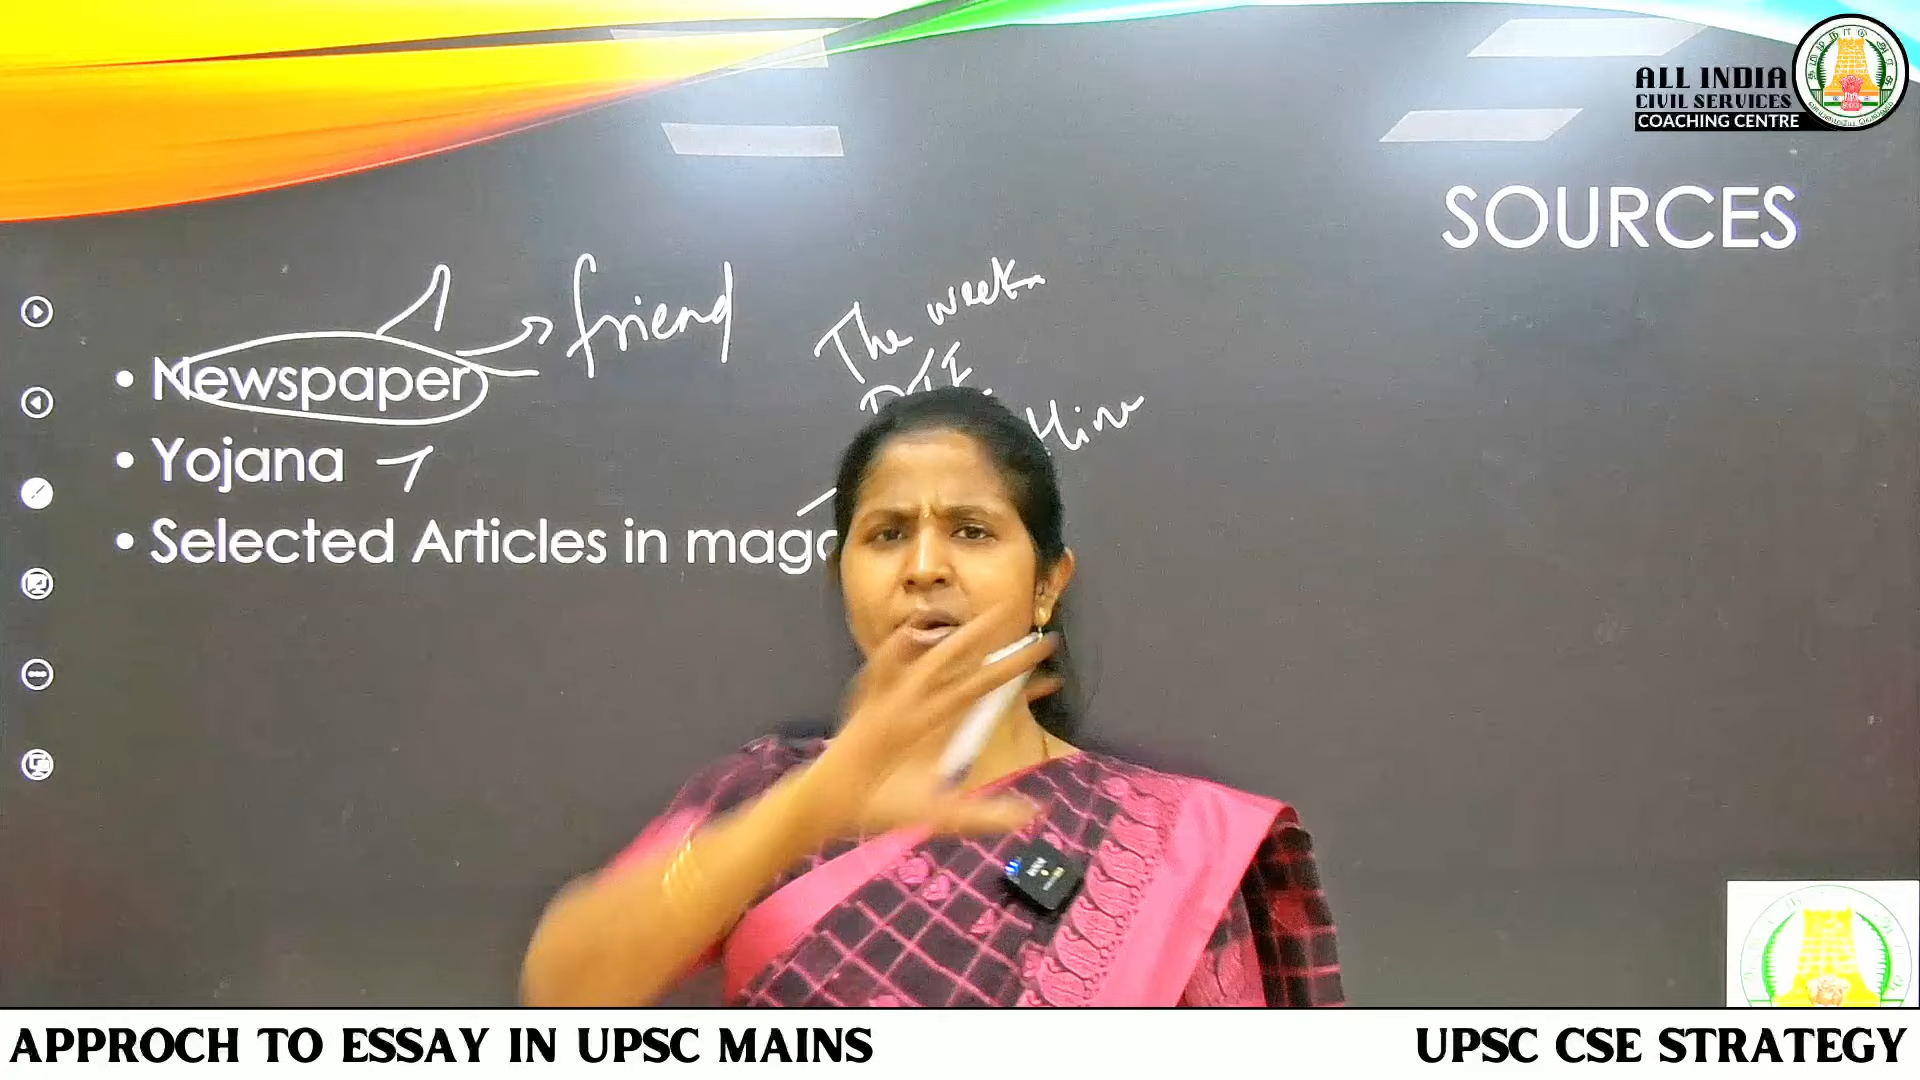 ALL INDIA
CIVIL SERVICES
COACHING CENTRE
SOURCES
friend
The week
• Newspaper
• Yojana
• Selected Articles in maga
APPROCH TO ESSAY IN UPSC MAINS
UPSC CSE STRATEGY